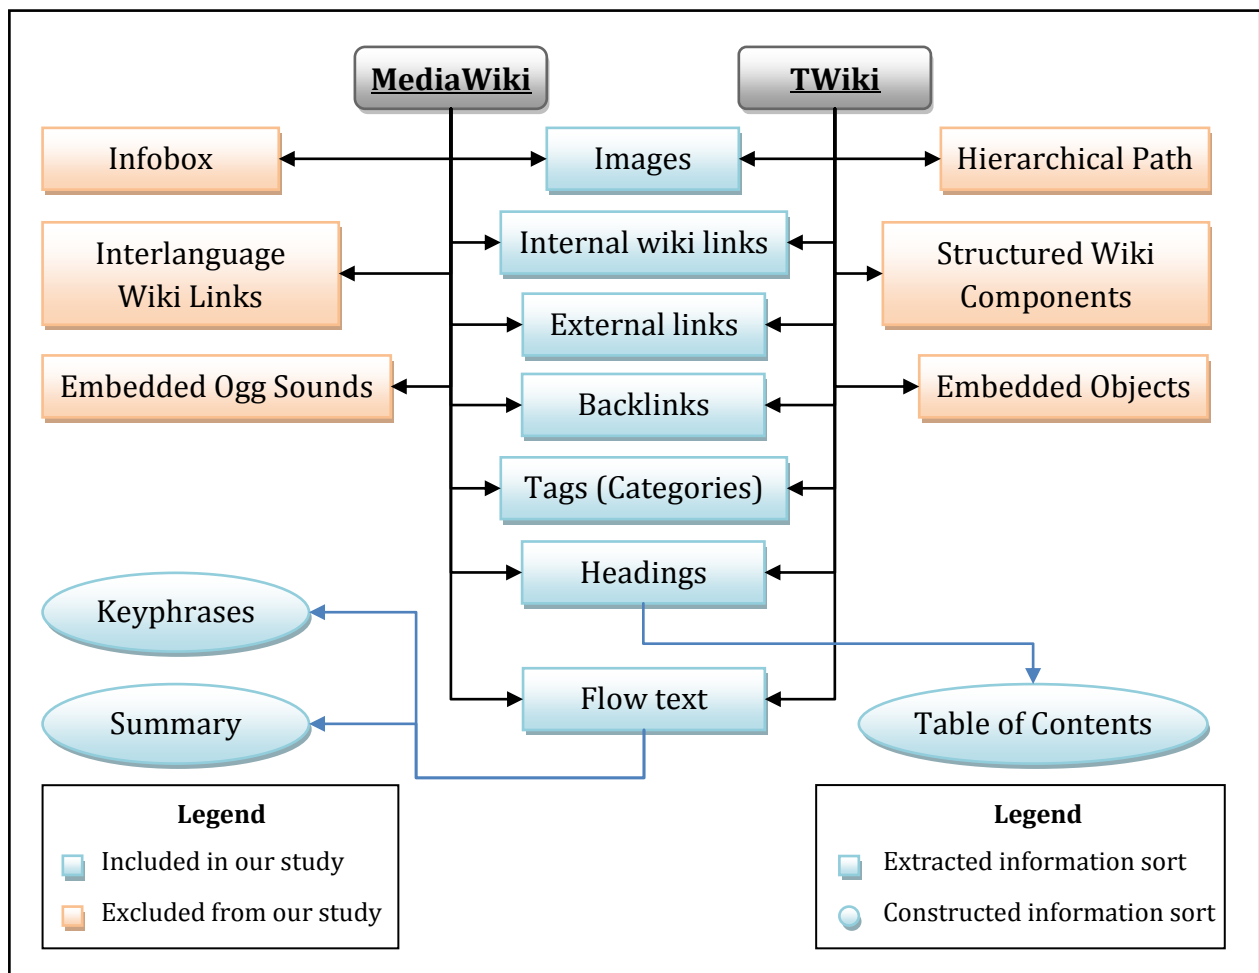 MediaWiki
TWiki
Infobox
Images
Hierarchical Path
Interlanguage
Wiki Links
Internal wiki links
Structured Wiki
Components
External links
Embedded Ogg Sounds
Backlinks
Embedded Objects
Tags (Categories)
Headings
Keyphrases
Flow text
Summary
Table of Contents
Legend
Included in our study
Excluded from our study
Legend
Extracted information sort
Constructed information sort